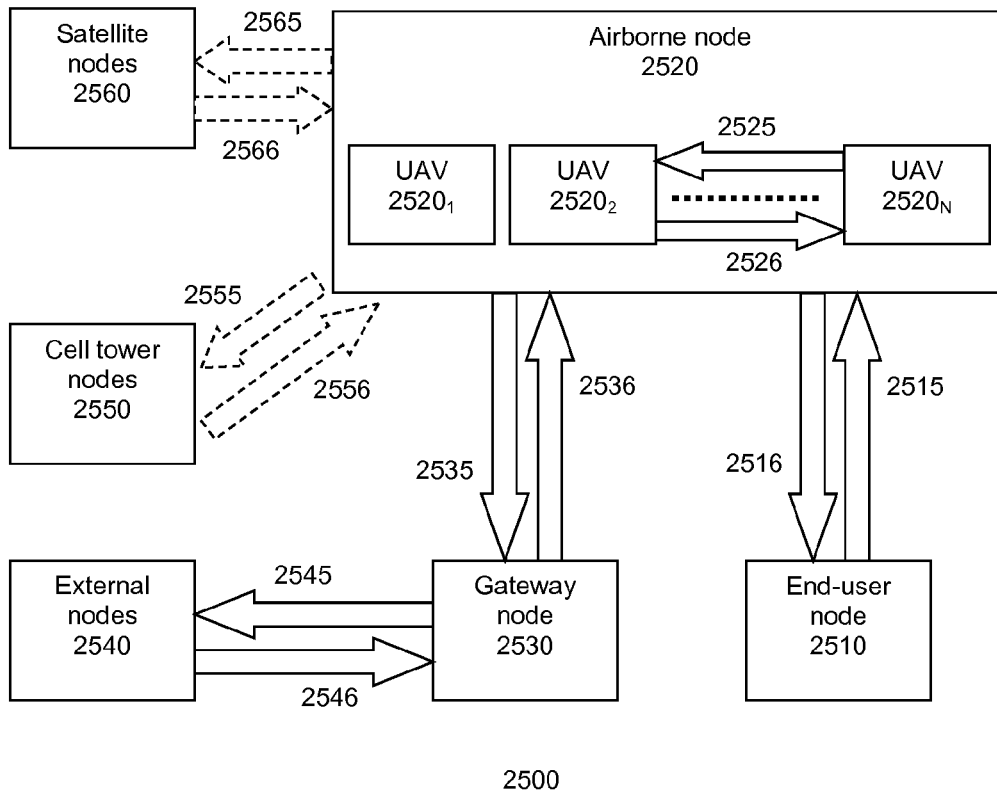 Satellite
nodes
2560
2565
2566
Airborne node
2520
UAV
2520₁
UAV
2520₂
2525
2526
UAV
2520N
Cell tower
nodes
2550
2555
2556
2535
2536
2516
2515
External
nodes
2540
2545
2546
Gateway
node
2530
End-user
node
2510
2500